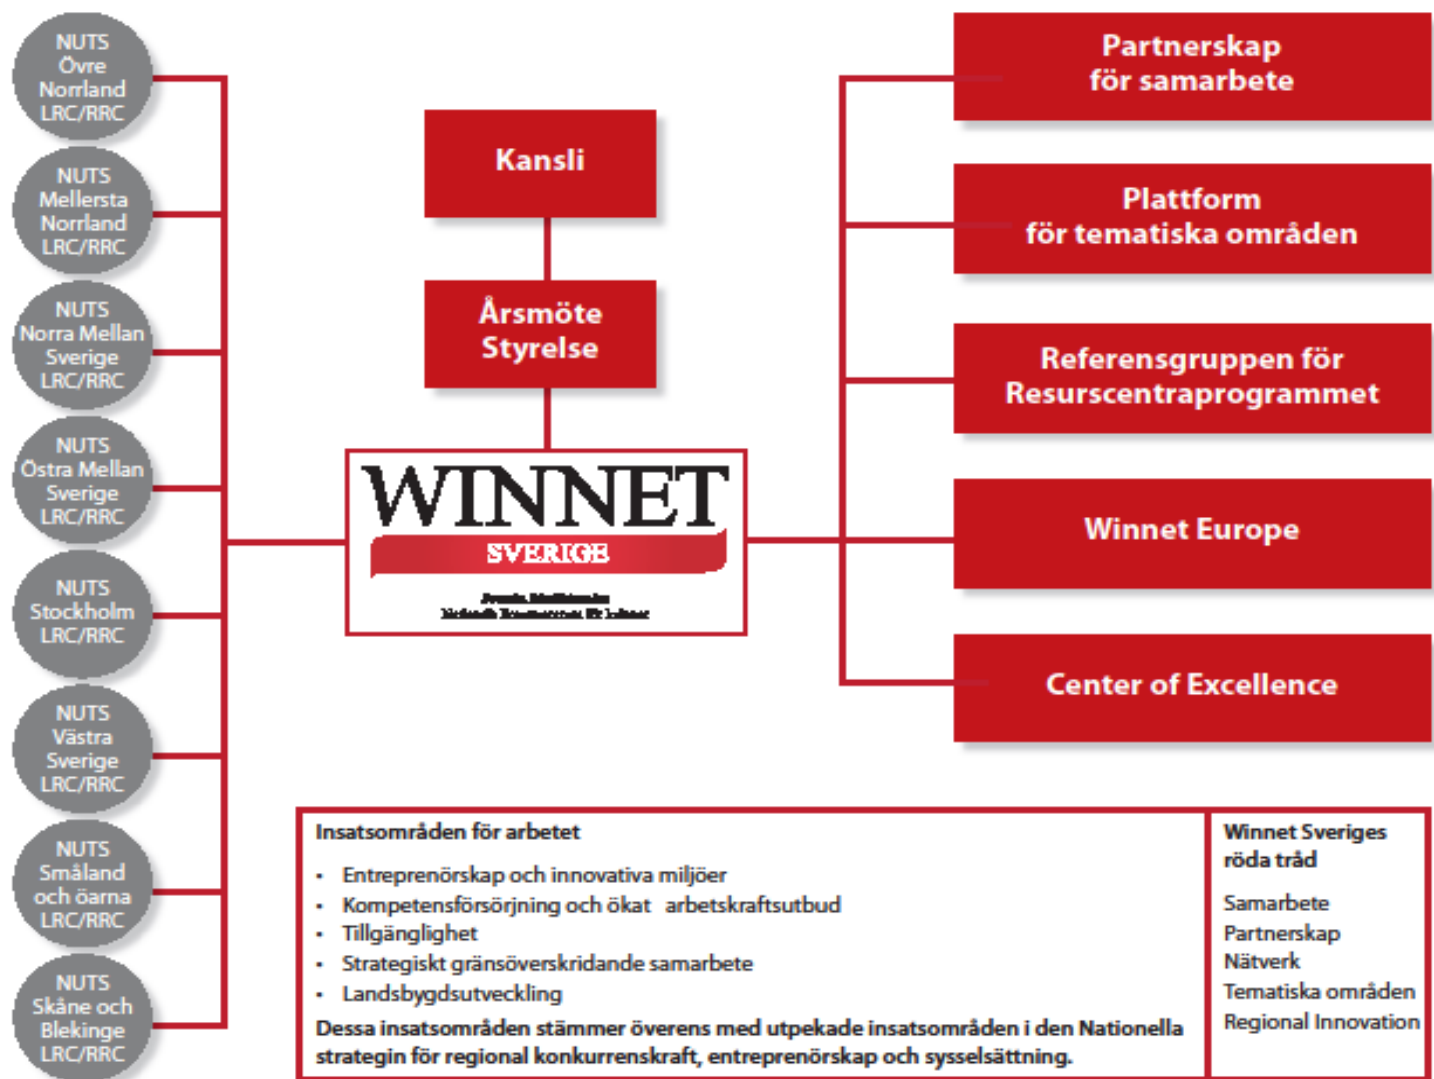 NUTS
Övre
Norrland
LRC/RRC
NUTS
Mellersta
Norrland
LRC/RRC
NUTS
Norra Mellan
Sverige
LRC/RRC
NUTS
Östra Mellan
Sverige
LRC/RRC
NUTS
Stockholm
LRC/RRC
NUTS
Västra
Sverige
LRC/RRC
NUTS
Småland
och öarna
LRC/RRC
NUTS
Skåne och
Blekinge
LRC/RRC
Kansli
Årsmöte
Styrelse
WINNET
SVERIGE
Partnerskap
för samarbete
Plattform
för tematiska områden
Referensgruppen för
Resurscentraprogrammet
Winnet Europe
Center of Excellence
Insatsområden för arbetet
• Entreprenörskap och innovativa miljöer
• Kompetensförsörjning och ökat arbetskraftsutbud
• Tillgänglighet
• Strategiskt gränsöverskridande samarbete
• Landsbygdsutveckling
Dessa insatsområden stämmer överens med utpekade insatsområden i den Nationella
strategin för regional konkurrenskraft, entreprenörskap och sysselsättning.
Winnet Sveriges
röda tråd
Samarbete
Partnerskap
Nätverk
Tematiska områden
Regional Innovation